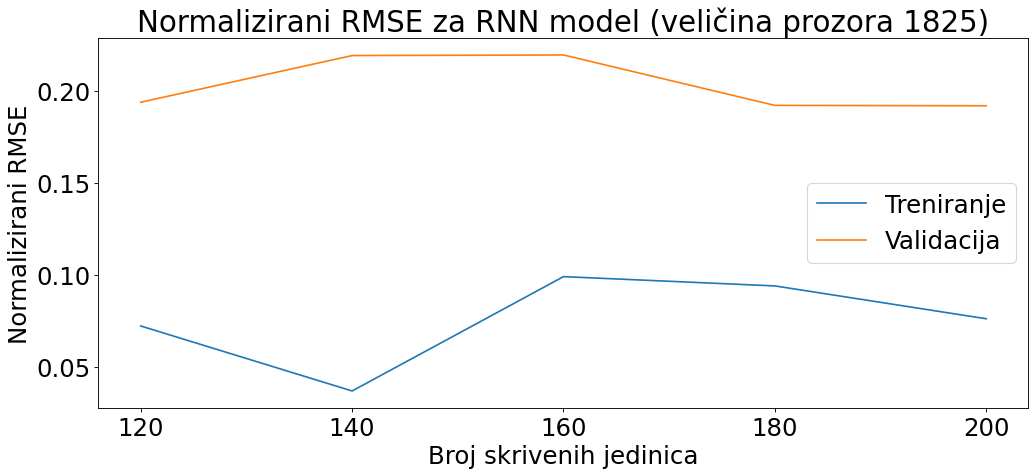 Normalizirani RMSE za RNN model (veličina prozora 1825)
Normalizirani RMSE
0.20
0.15
0.10
0.05
Treniranje
Validacija
120 140 160 180 200
Broj skrivenih jedinica